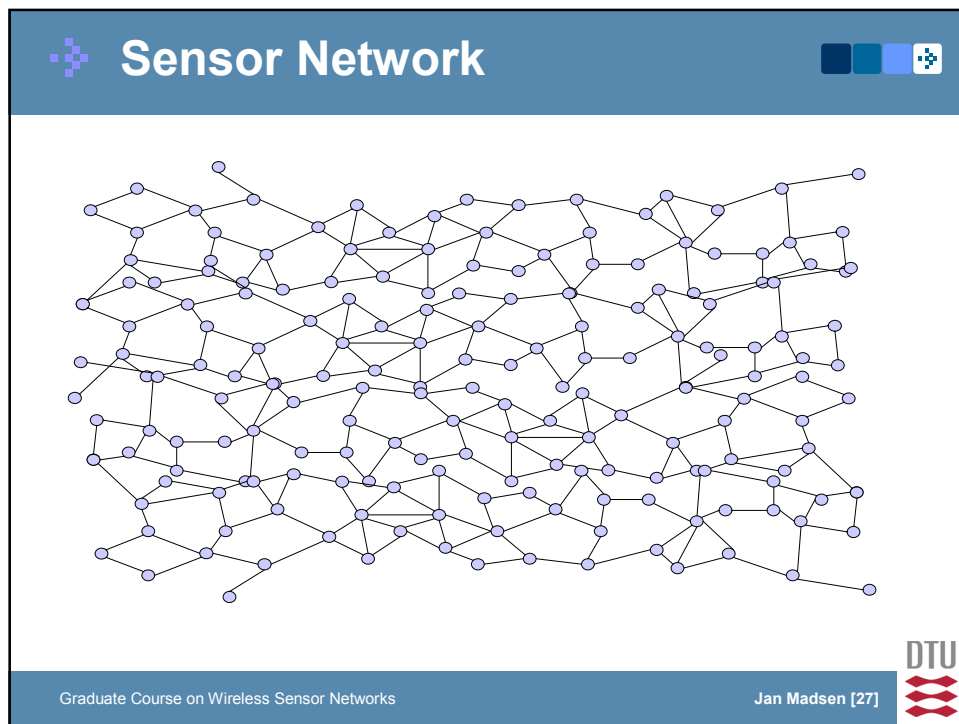 Sensor Network
DTU
Graduate Course on Wireless Sensor Networks
Jan Madsen [27]